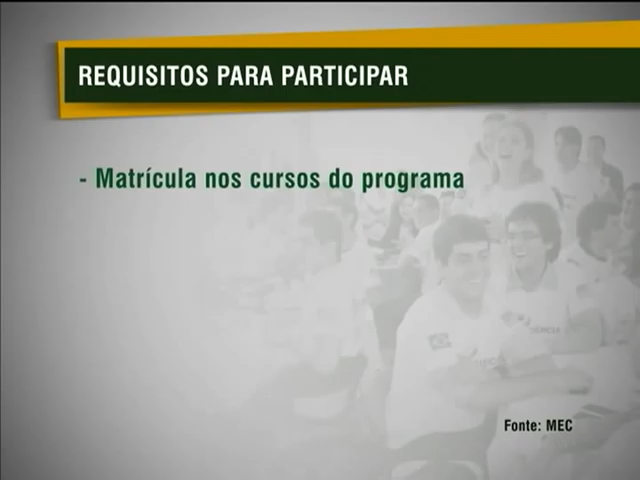 REQUISITOS PARA PARTICIPAR
- Matrícula nos cursos do programa
Fonte: MEC